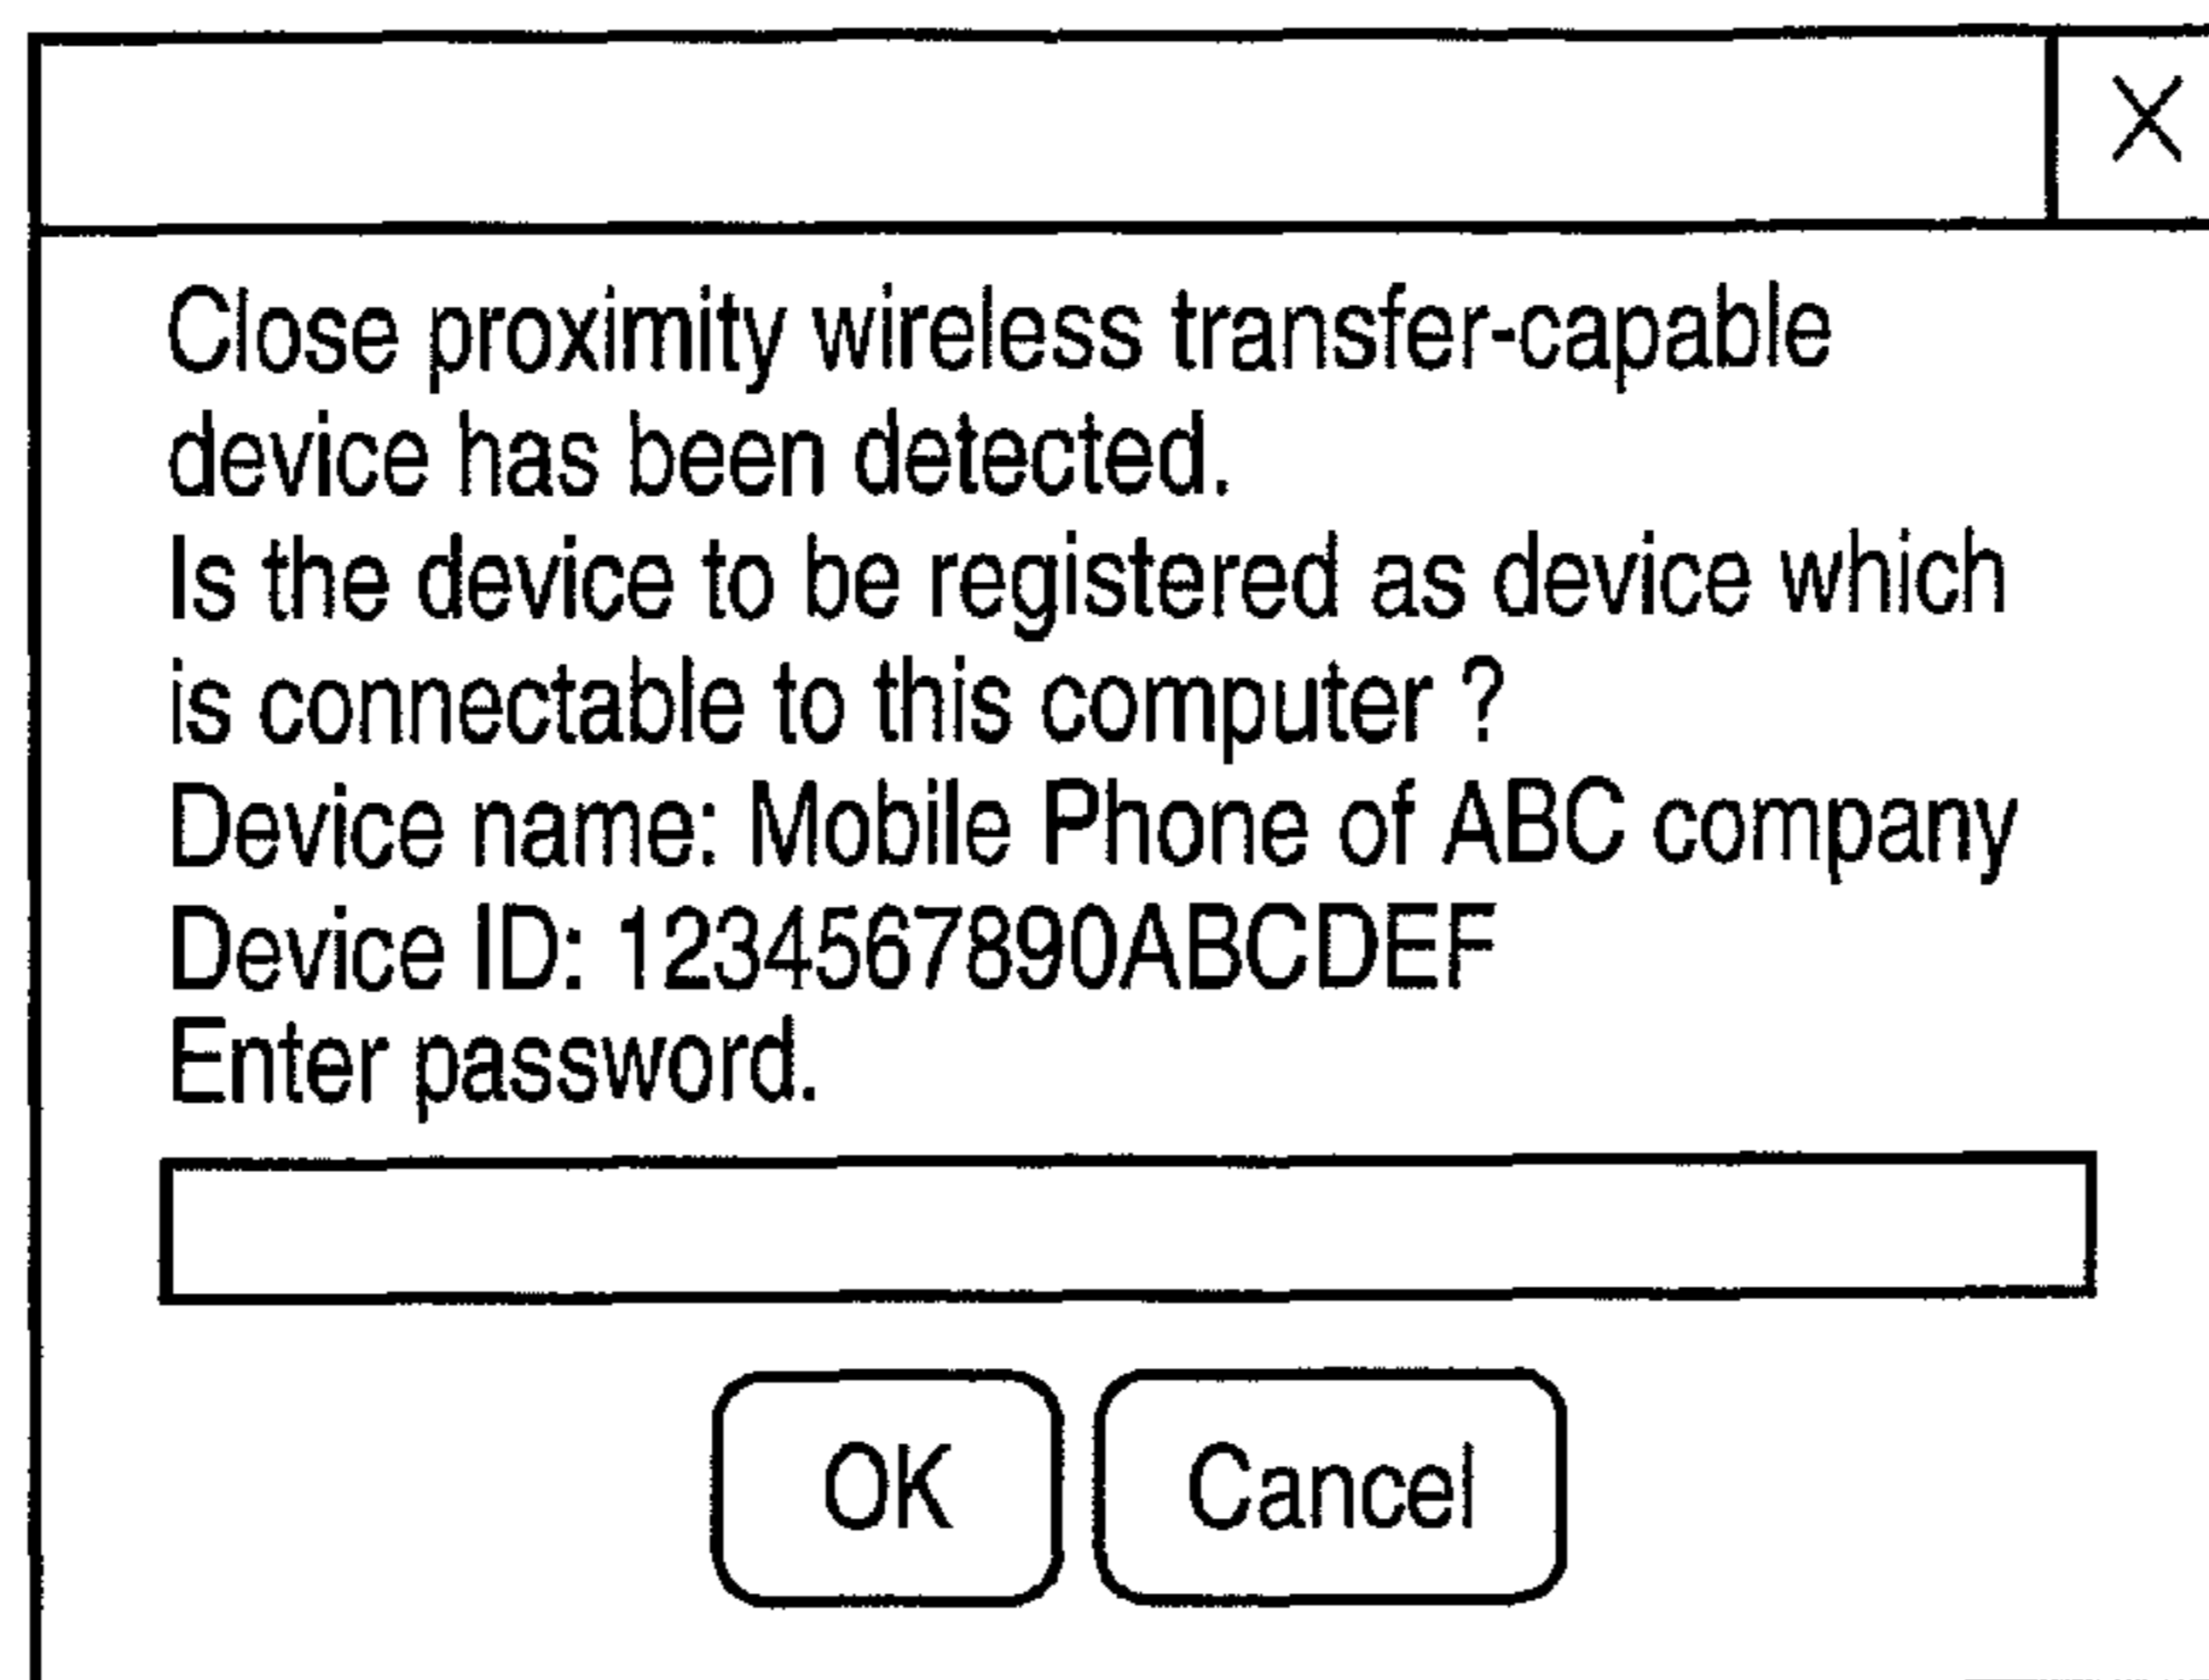 X
Close proximity wireless transfer-capable
device has been detected.
Is the device to be registered as device which
is connectable to this computer ?
Device name: Mobile Phone of ABC company
Device ID: 1234567890ABCDEF
Enter password.
OK Cancel